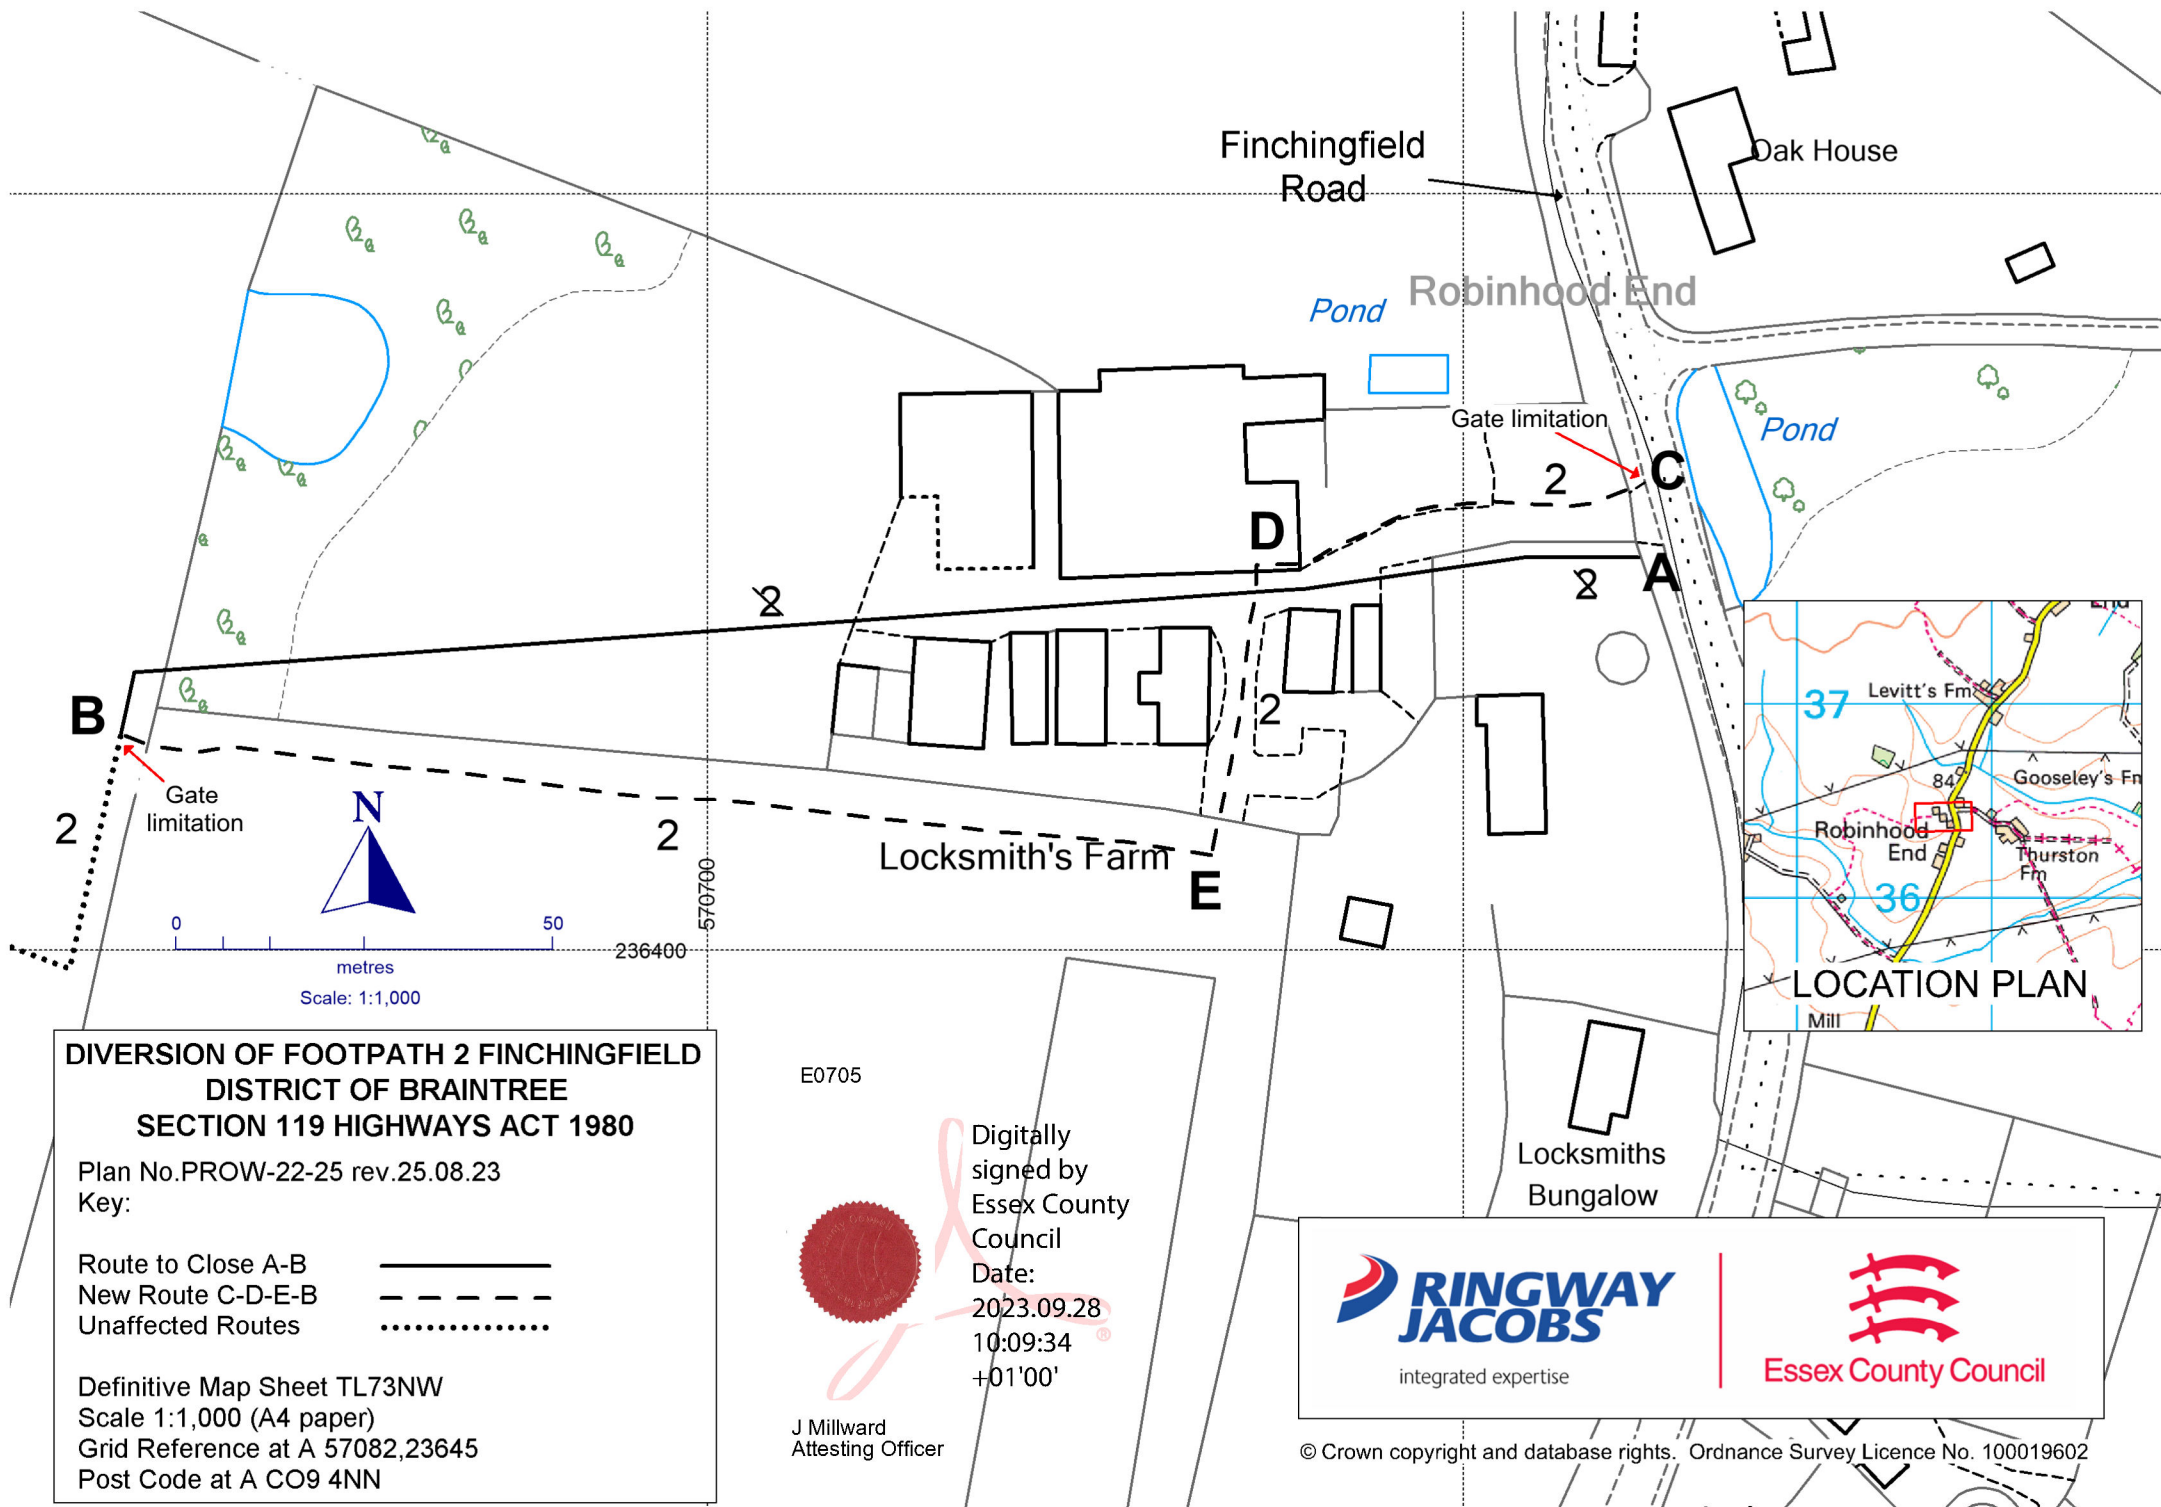 Finchingfield
Road
Oak House
Robinhood End
Pond
Gate limitation
Pond
C
2
D
A
2
2
B
2
2
Gate
limitation
2
N
Locksmith's Farm
E
0
50
metres
Scale: 1:1,000
570700
236400
37
Levitt's Fm
84
Gooseley's Fm
Robinhood
End
Thurston
Fm
36
LOCATION PLAN
Mill
DIVERSION OF FOOTPATH 2 FINCHINGFIELD
DISTRICT OF BRAINTREE
SECTION 119 HIGHWAYS ACT 1980
Plan No.PROW-22-25 rev.25.08.23
Key:
Route to Close A-B
New Route C-D-E-B
Unaffected Routes
Definitive Map Sheet TL73NW
Scale 1:1,000 (A4 paper)
Grid Reference at A 57082,23645
Post Code at A CO9 4NN
E0705
Digitally
signed by
Essex County
Council
Date:
2023.09.28
10:09:34
+01'00'
®
J Millward
Attesting Officer
Locksmiths
Bungalow
RINGWAY
JACOBS
integrated expertise
Essex County Council
© Crown copyright and database rights. Ordnance Survey Licence No. 100019602